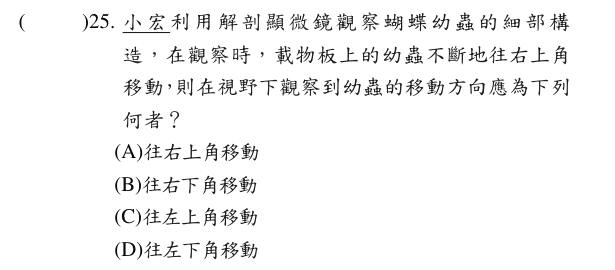 (　　)25. 小宏利用解剖顯微鏡觀察蝴蝶幼蟲的細部構
造，在觀察時，載物板上的幼蟲不斷地往右上角
移動，則在視野下觀察到幼蟲的移動方向應為下列
何者？
(A)往右上角移動
(B)往右下角移動
(C)往左上角移動
(D)往左下角移動